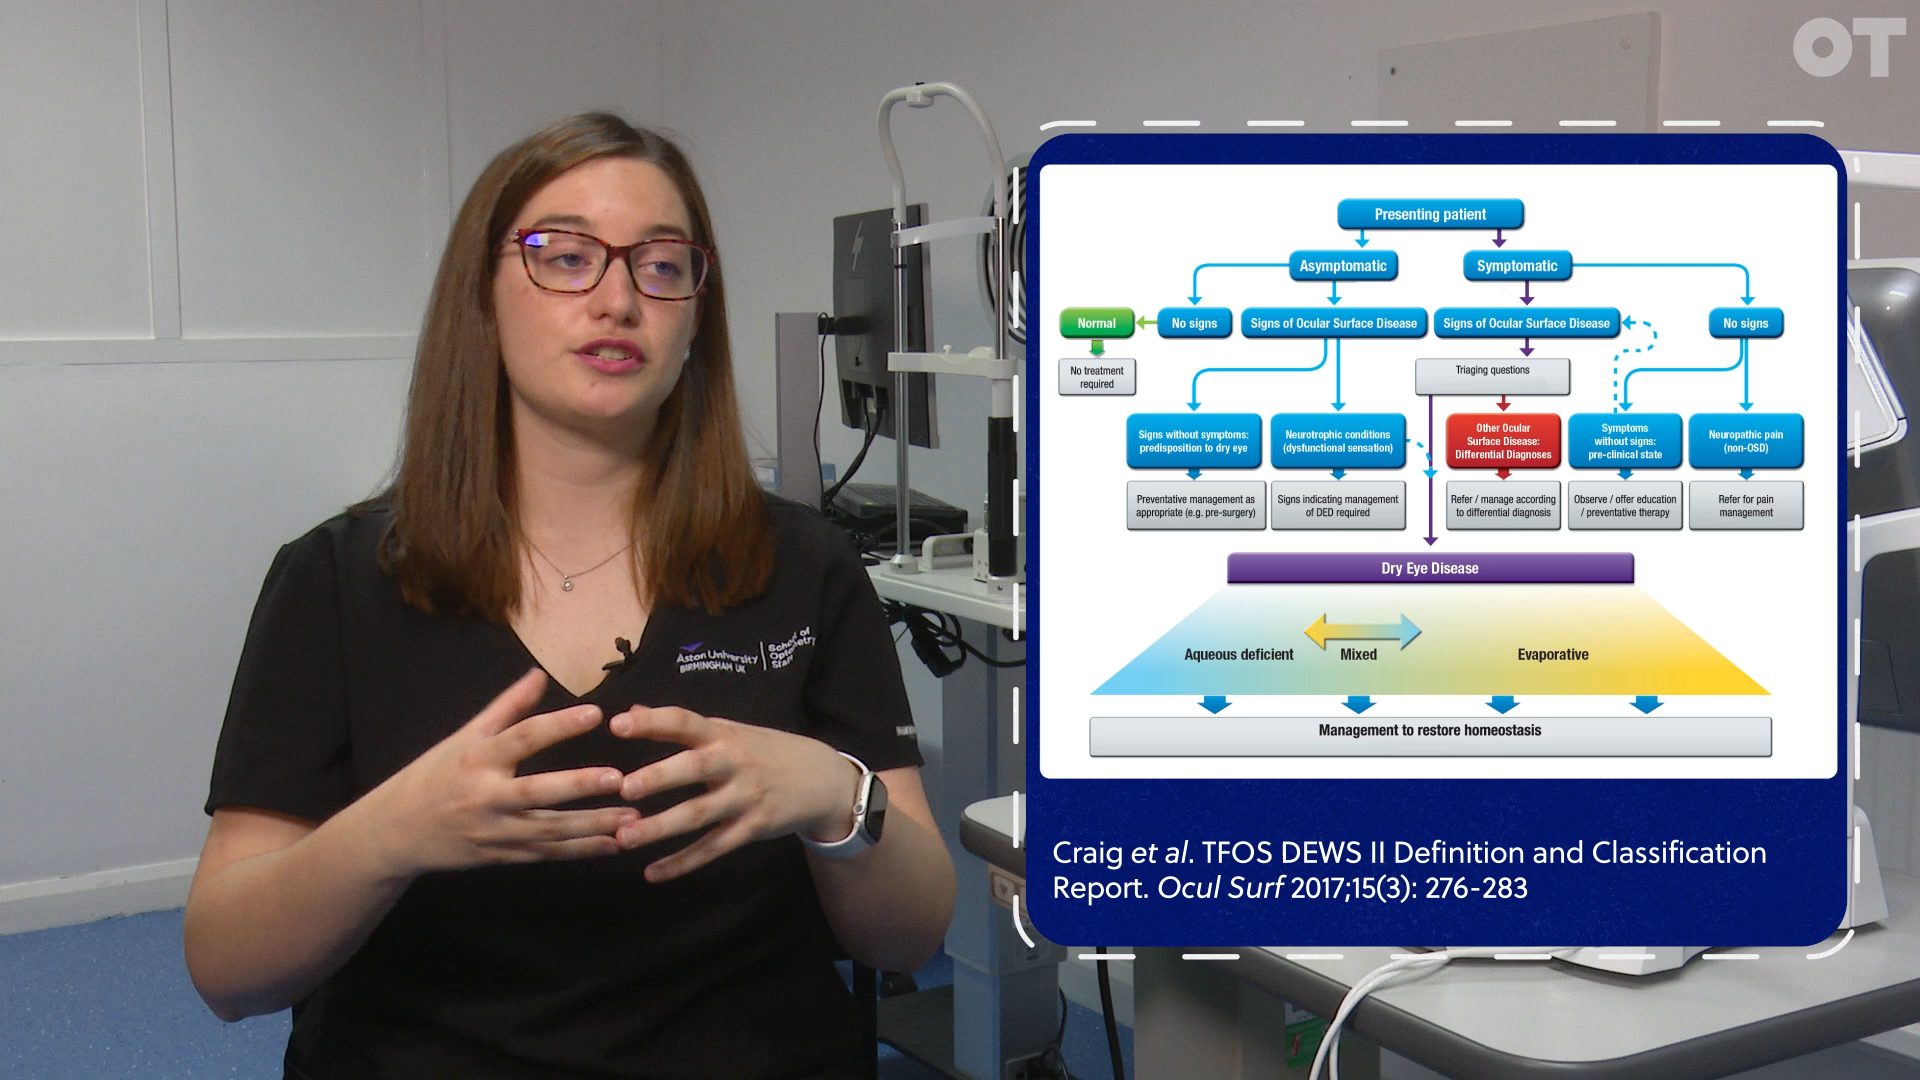 OT
Presenting patient
Asymptomatic
Symptomatic
Normal
No signs
Signs of Ocular Surface Disease
Signs of Ocular Surface Disease
No signs
No treatment
required
Triaging questions
Signs without symptoms:
predisposition to dry eye
Neurotrophic conditions
(dysfunctional sensation)
Other Ocular
Surface Disease:
Differential Diagnoses
Symptoms
without signs:
pre-clinical state
Neuropathic pain
(non-OSD)
Preventative management as
appropriate (e.g. pre-surgery)
Signs indicating management
of DED required
Refer / manage according
to differential diagnosis
Observe / offer education
/ preventative therapy
Refer for pain
management
Dry Eye Disease
Aqueous deficient
Mixed
Evaporative
Management to restore homeostasis
Craig et al. TFOS DEWS II Definition and Classification
Report. Ocul Surf 2017;15(3): 276-283
Aston University
BIRMINGHAM UK
School of
Optometry
Staff